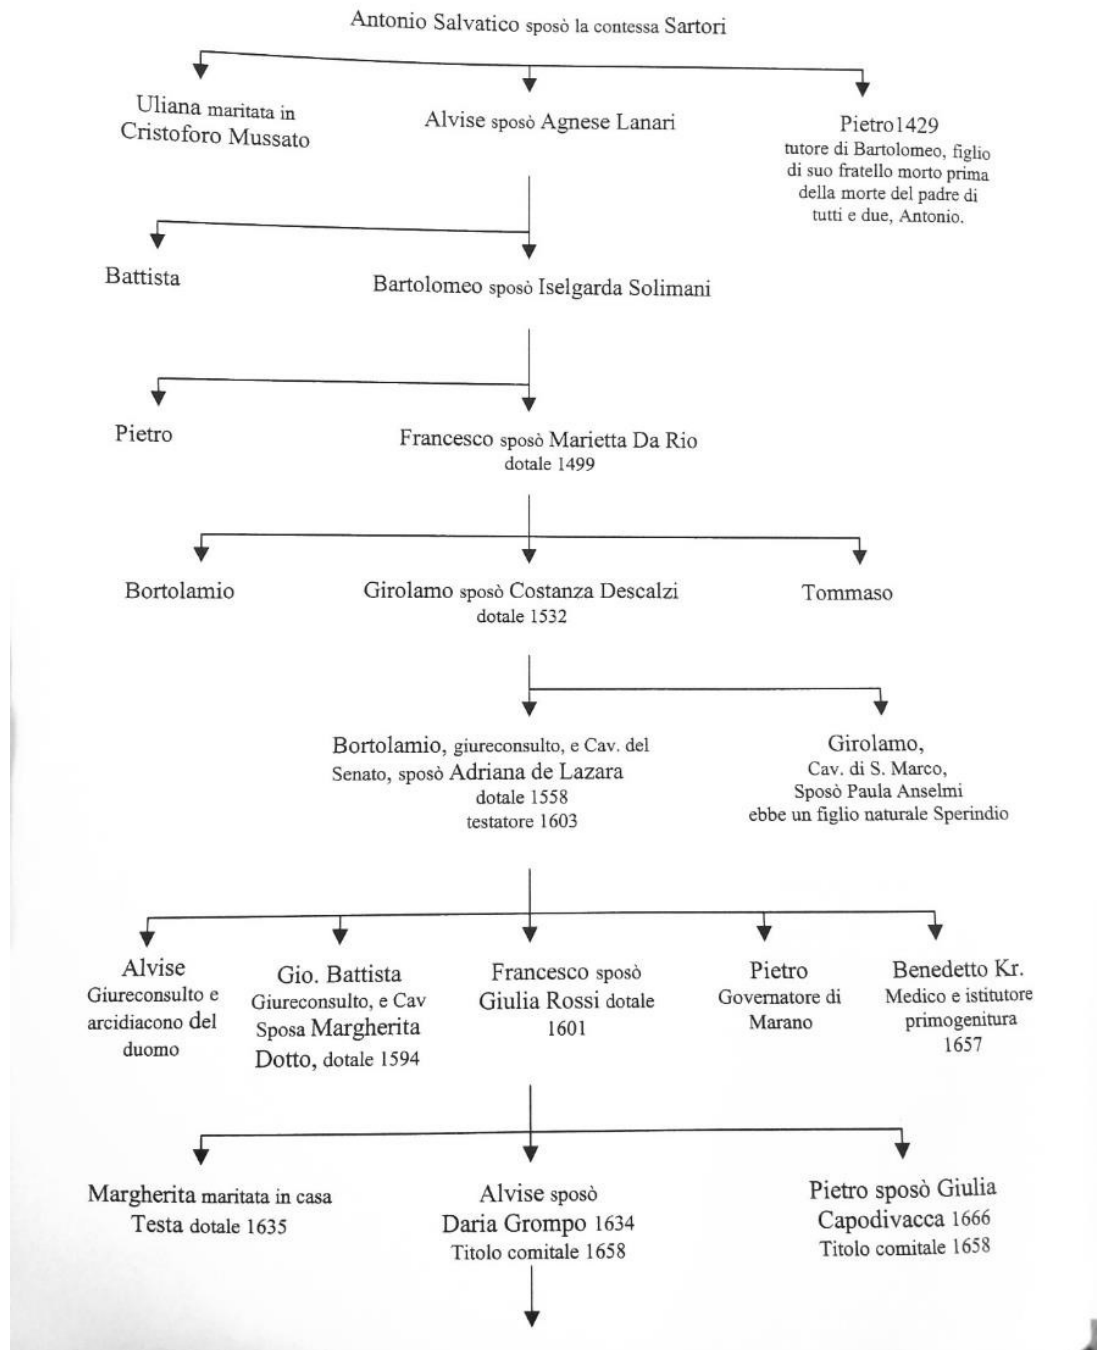 Antonio Salvatico sposò la contessa Sartori
Uliana maritata in
Cristoforo Mussato
Alvise sposò Agnese Lanari
Pietro1429
tutore di Bartolomeo, figlio
di suo fratello morto prima
della morte del padre di
tutti e due, Antonio.
Battista
Bartolomeo sposò Iselgarda Solimani
Pietro
Francesco sposò Marietta Da Rio
dotale 1499
Bortolamio
Girolamo sposò Costanza Descalzi
dotale 1532
Tommaso
Bortolamio, giureconsulto, e Cav. del
Senato, sposò Adriana de Lazara
dotale 1558
testatore 1603
Girolamo,
Cav. di S. Marco,
Sposò Paula Anselmi
ebbe un figlio naturale Sperindio
Alvise
Giureconsulto e
arcidiacono del
duomo
Gio. Battista
Giureconsulto, e Cav
Sposa Margherita
Dotto, dotale 1594
Francesco sposò
Giulia Rossi dotale
1601
Pietro
Governatore di
Marano
Benedetto Kr.
Medico e istitutore
primogenitura
1657
Margherita maritata in casa
Testa dotale 1635
Alvise sposò
Daria Grompo 1634
Titolo comitale 1658
Pietro sposò Giulia
Capodivacca 1666
Titolo comitale 1658